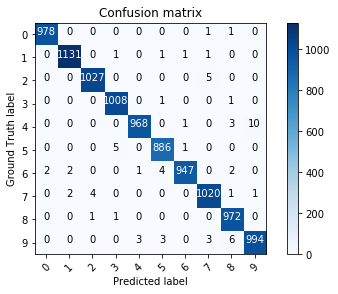 Confusion matrix
0 978 0 0 0 0 0 0 1 1 0
1 0 1131 0 1 0 1 1 1 0 0
2 0 0 1027 0 0 0 0 5 0 0
3 0 0 0 1008 0 1 0 0 1 0
4 0 0 0 0 968 0 1 0 3 10
5 0 0 0 5 0 886 1 0 0 0
6 2 2 0 0 1 4 947 0 2 0
7 0 2 4 0 0 0 0 1020 1 1
8 0 0 1 1 0 0 0 0 972 0
9 0 0 0 0 3 3 0 3 6 994
0 1 2 3 4 5 6 7 8 9
Predicted label
Ground Truth label
1000
800
600
400
200
0